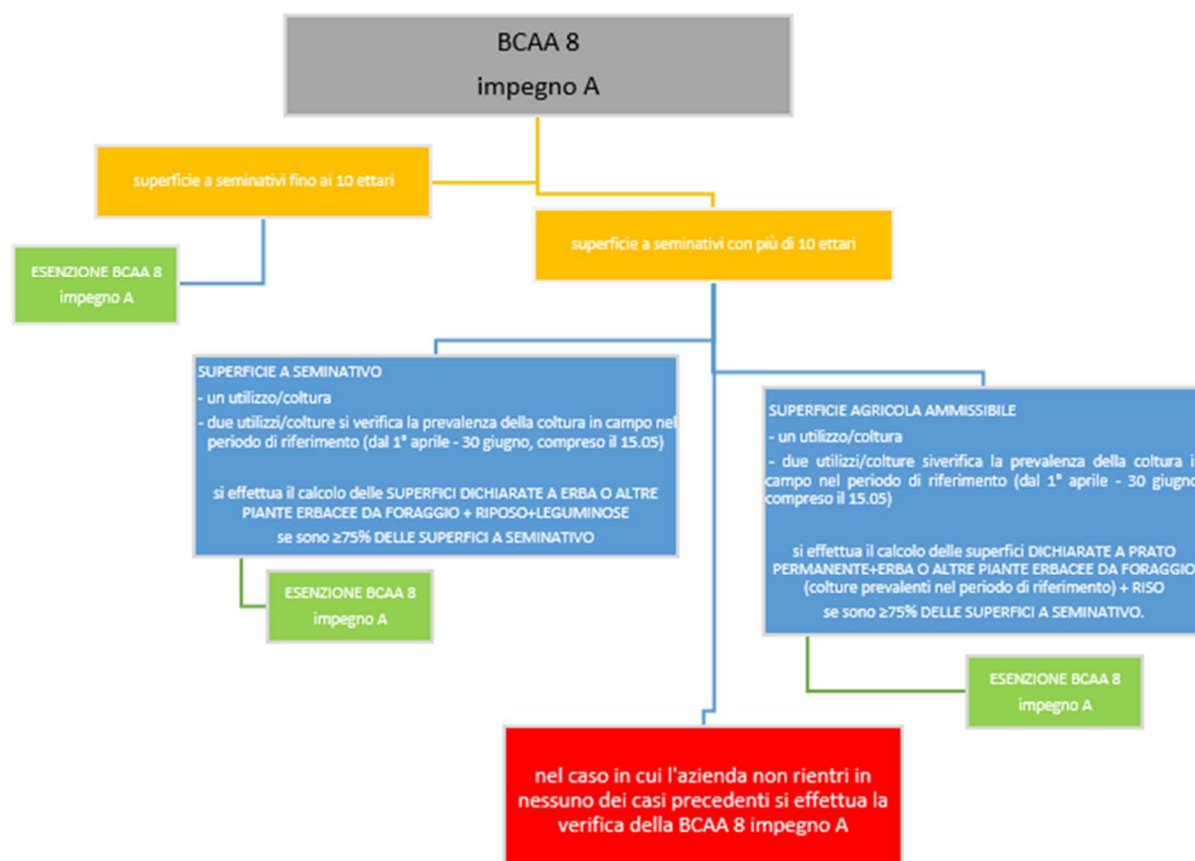 BCAA 8
impegno A
superficie a seminativi fino ai 10 ettari
superficie a seminativi con più di 10 ettari
ESENZIONE BCAA 8
impegno A
SUPERFICIE A SEMINATIVO
- un utilizzo/coltura
- due utilizzi/colture si verifica la prevalenza della coltura in campo nel
periodo di riferimento (dal 1° aprile - 30 giugno, compreso il 15.05)
si effettua il calcolo delle SUPERFICI DICHIARATE A ERBA O ALTRE
PIANTE ERBACEE DA FORAGGIO + RIPOSO+LEGUMINOSE
se sono ≥75% DELLE SUPERFICI A SEMINATIVO
SUPERFICIE AGRICOLA AMMISSIBILE
- un utilizzo/coltura
- due utilizzi/colture siverifica la prevalenza della coltura i
campo nel periodo di riferimento (dal 1° aprile - 30 giugno,
compreso il 15.05)
si effettua il calcolo delle superfici DICHIARATE A PRATO
PERMANENTE+ERBA O ALTRE PIANTE ERBACEE DA FORAGGIO
(colture prevalenti nel periodo di riferimento) + RISO
se sono ≥75% DELLE SUPERFICI A SEMINATIVO.
ESENZIONE BCAA 8
impegno A
ESENZIONE BCAA 8
impegno A
nel caso in cui l'azienda non rientri in
nessuno dei casi precedenti si effettua la
verifica della BCAA 8 impegno A